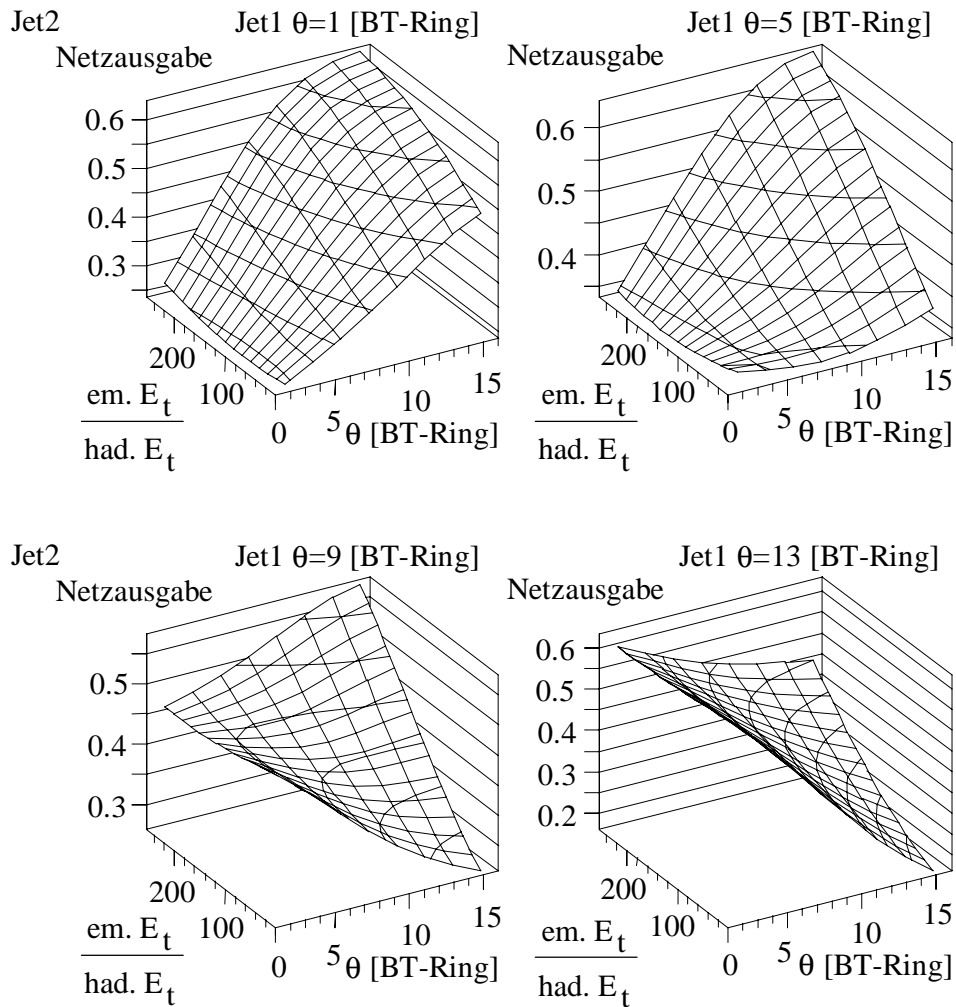 Jet2
Jet1 θ=1 [BT-Ring]
Netzausgabe
0.6
0.5
0.4
0.3
200
100
em. E_t
had. E_t
0
5
10
15
θ [BT-Ring]
Jet1 θ=5 [BT-Ring]
Netzausgabe
0.6
0.5
0.4
200
100
em. E_t
had. E_t
0
5
10
15
θ [BT-Ring]
Jet2
Jet1 θ=9 [BT-Ring]
Netzausgabe
0.5
0.4
0.3
200
100
em. E_t
had. E_t
0
5
10
15
θ [BT-Ring]
Jet1 θ=13 [BT-Ring]
Netzausgabe
0.6
0.5
0.4
0.3
0.2
200
100
em. E_t
had. E_t
0
5
10
15
θ [BT-Ring]